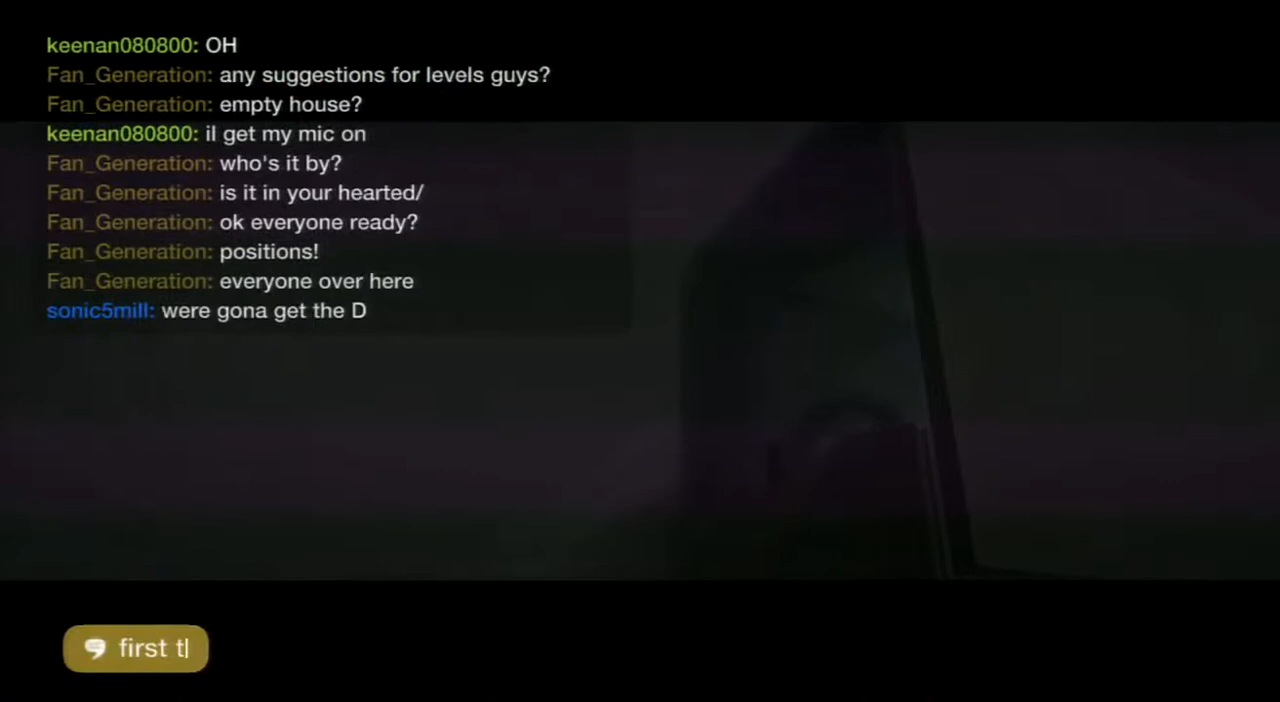 keenan080800: OH
Fan_Generation: any suggestions for levels guys?
Fan_Generation: empty house?
keenan080800: il get my mic on
Fan_Generation: who's it by?
Fan_Generation: is it in your hearted/
Fan_Generation: ok everyone ready?
Fan_Generation: positions!
Fan_Generation: everyone over here
sonic5mill: were gona get the D
first t